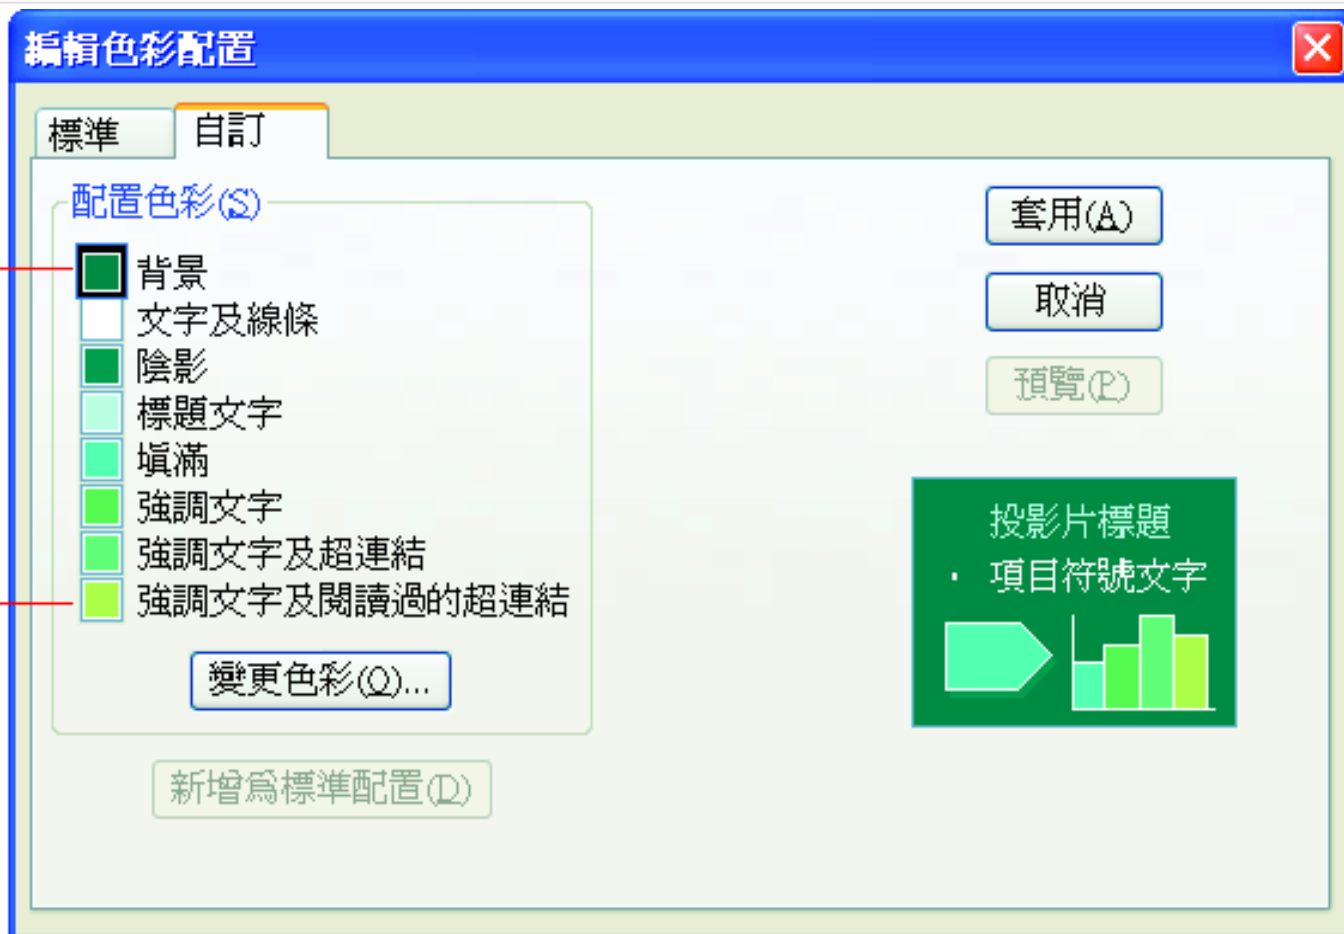 編輯色彩配置
標準
自訂
配置色彩(S)
背景
文字及線條
陰影
標題文字
填滿
強調文字
強調文字及超連結
強調文字及閱讀過的超連結
變更色彩(O)...
新增為標準配置(D)
套用(A)
取消
預覽(P)
投影片標題
· 項目符號文字